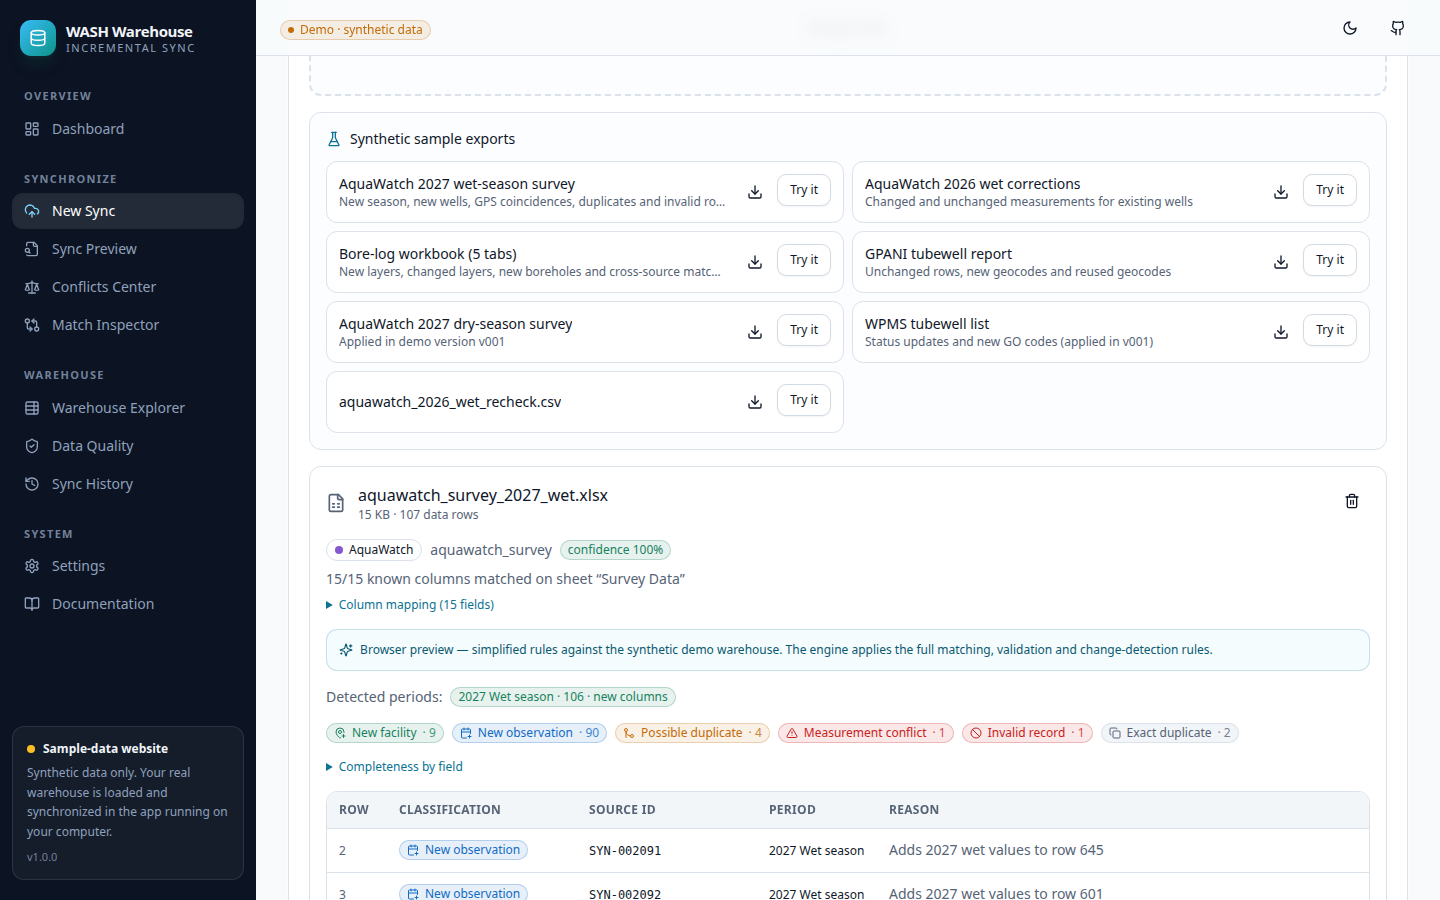 WASH Warehouse
INCREMENTAL SYNC
Demo · synthetic data
OVERVIEW
Dashboard
SYNCHRONIZE
New Sync
Sync Preview
Conflicts Center
Match Inspector
WAREHOUSE
Warehouse Explorer
Data Quality
Sync History
SYSTEM
Settings
Documentation
Sample-data website
Synthetic data only. Your real
warehouse is loaded and
synchronized in the app running on
your computer.
v1.0.0
Synthetic sample exports
AquaWatch 2027 wet-season survey
New season, new wells, GPS coincidences, duplicates and invalid ro...
Try it
AquaWatch 2026 wet corrections
Changed and unchanged measurements for existing wells
Try it
Bore-log workbook (5 tabs)
New layers, changed layers, new boreholes and cross-source matc...
Try it
GPANI tubewell report
Unchanged rows, new geocodes and reused geocodes
Try it
AquaWatch 2027 dry-season survey
Applied in demo version v001
Try it
WPMS tubewell list
Status updates and new GO codes (applied in v001)
Try it
aquawatch_2026_wet_recheck.csv
Try it
aquawatch_survey_2027_wet.xlsx
15 KB · 107 data rows
AquaWatch aquawatch_survey confidence 100%
15/15 known columns matched on sheet “Survey Data”
Column mapping (15 fields)
Browser preview — simplified rules against the synthetic demo warehouse. The engine applies the full matching, validation and change-detection rules.
Detected periods: 2027 Wet season · 106 · new columns
New facility · 9 New observation · 90 Possible duplicate · 4 Measurement conflict · 1 Invalid record · 1 Exact duplicate · 2
Completeness by field
ROW CLASSIFICATION SOURCE ID PERIOD REASON
2 New observation SYN-002091 2027 Wet season Adds 2027 wet values to row 645
3 New observation SYN-002092 2027 Wet season Adds 2027 wet values to row 601